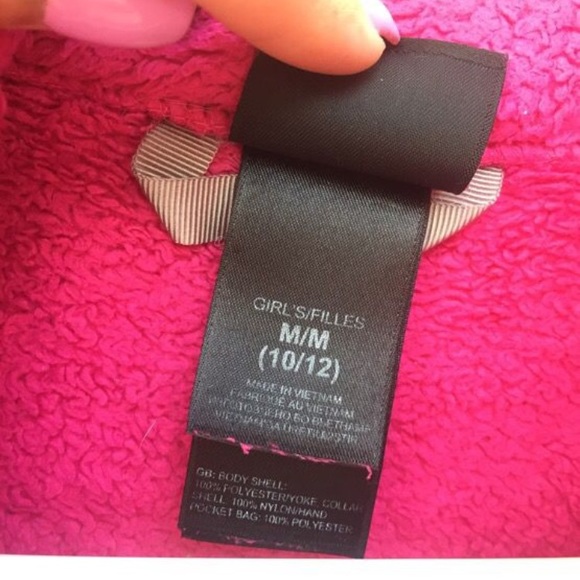 GIRL'S/FILLES
M/M
(10/12)
MADE IN VIETNAM
FABRIQUÉ AU VIETNAM
GB: BODY SHELL:
100% POLYESTER/YOKE, COLLAR
SHELL: 100% NYLON/HAND
POCKET BAG: 100% POLYESTER